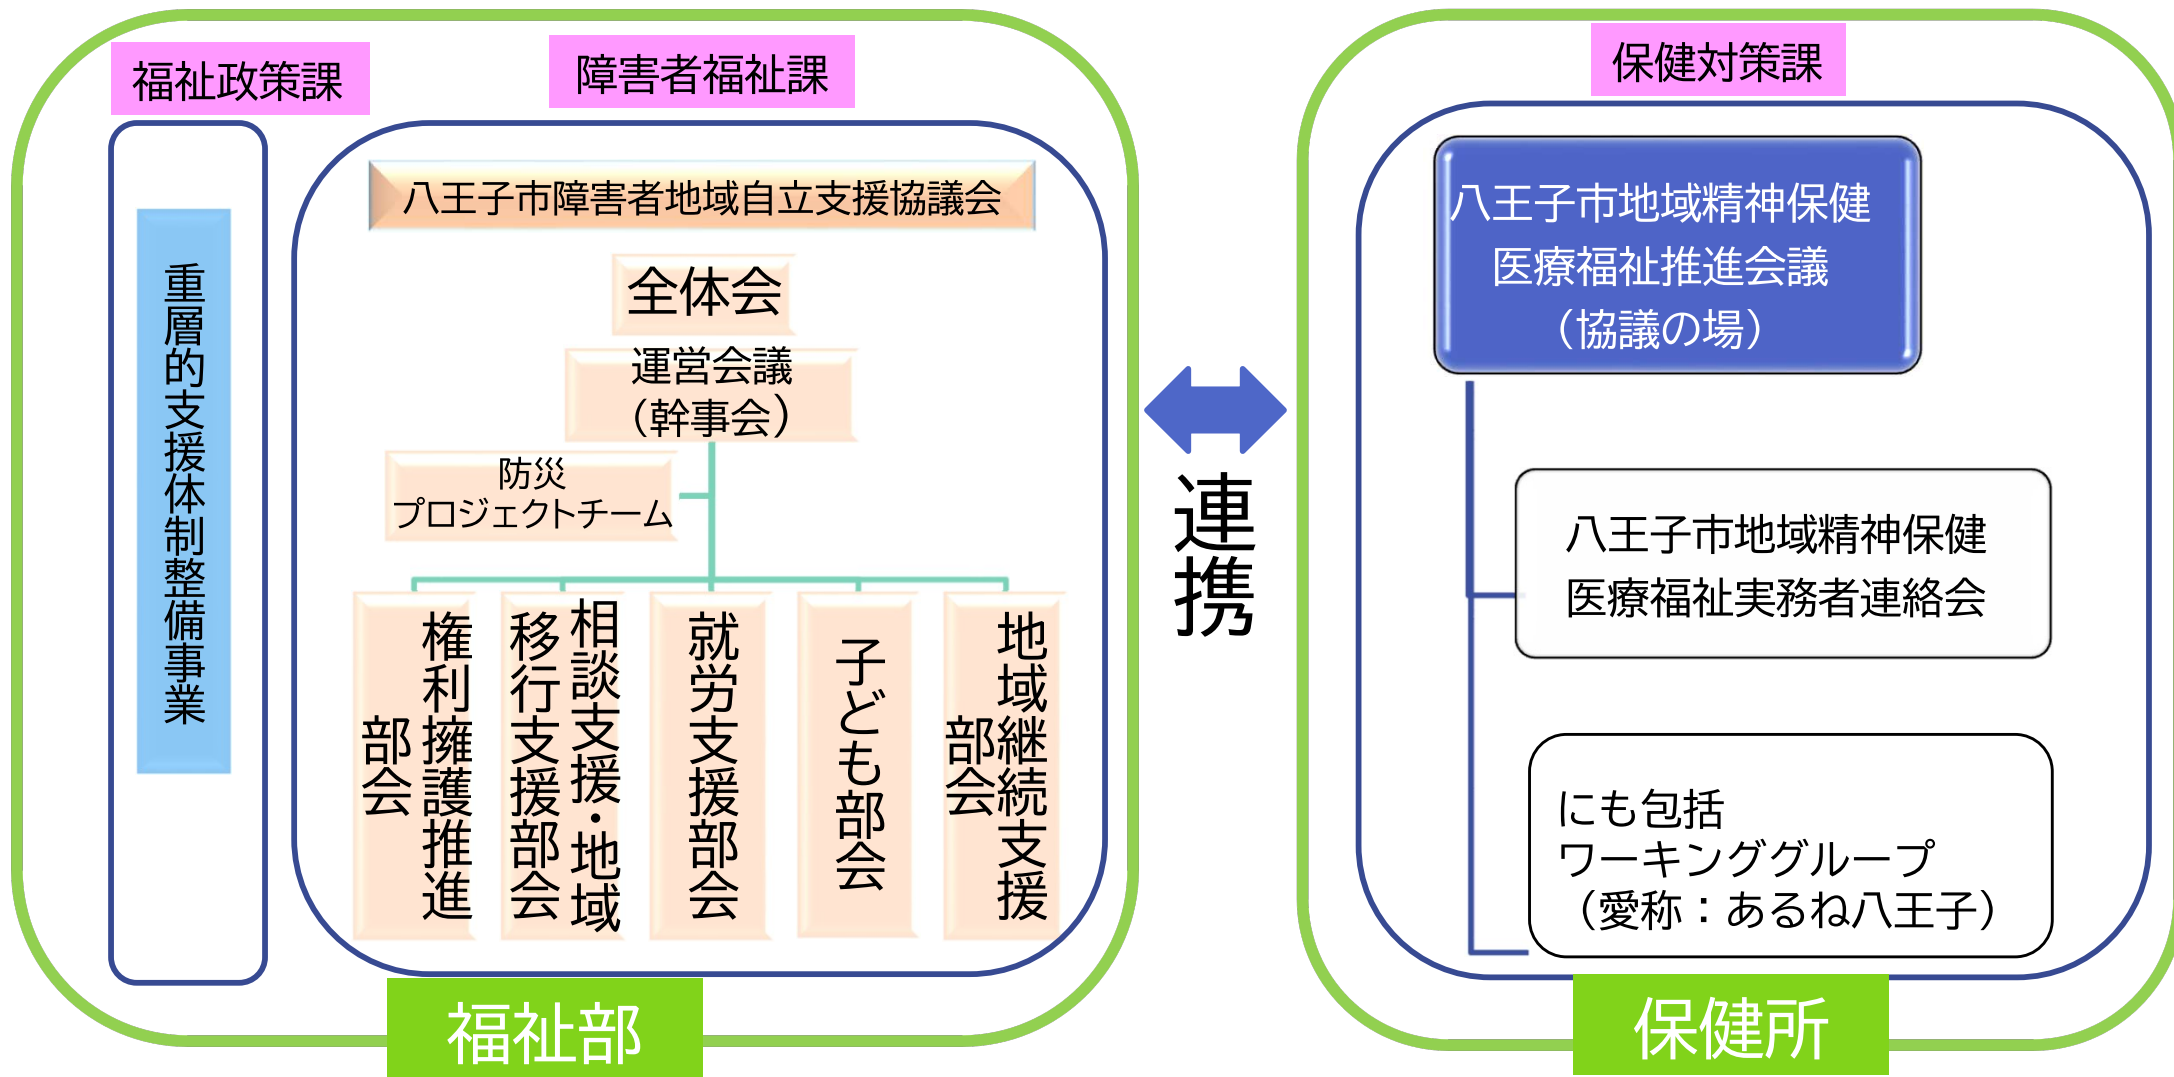 福祉政策課
重層的支援体制整備事業
障害者福祉課
八王子市障害者地域自立支援協議会
全体会
運営会議
（幹事会）
防災
プロジェクトチーム
権利擁護推進
部会
相談支援・地域
移行支援部会
就労支援部会
子ども部会
地域継続支援
部会
福祉部
連携
保健対策課
八王子市地域精神保健
医療福祉推進会議
（協議の場）
八王子市地域精神保健
医療福祉実務者連絡会
にも包括
ワーキンググループ
（愛称：あるね八王子）
保健所